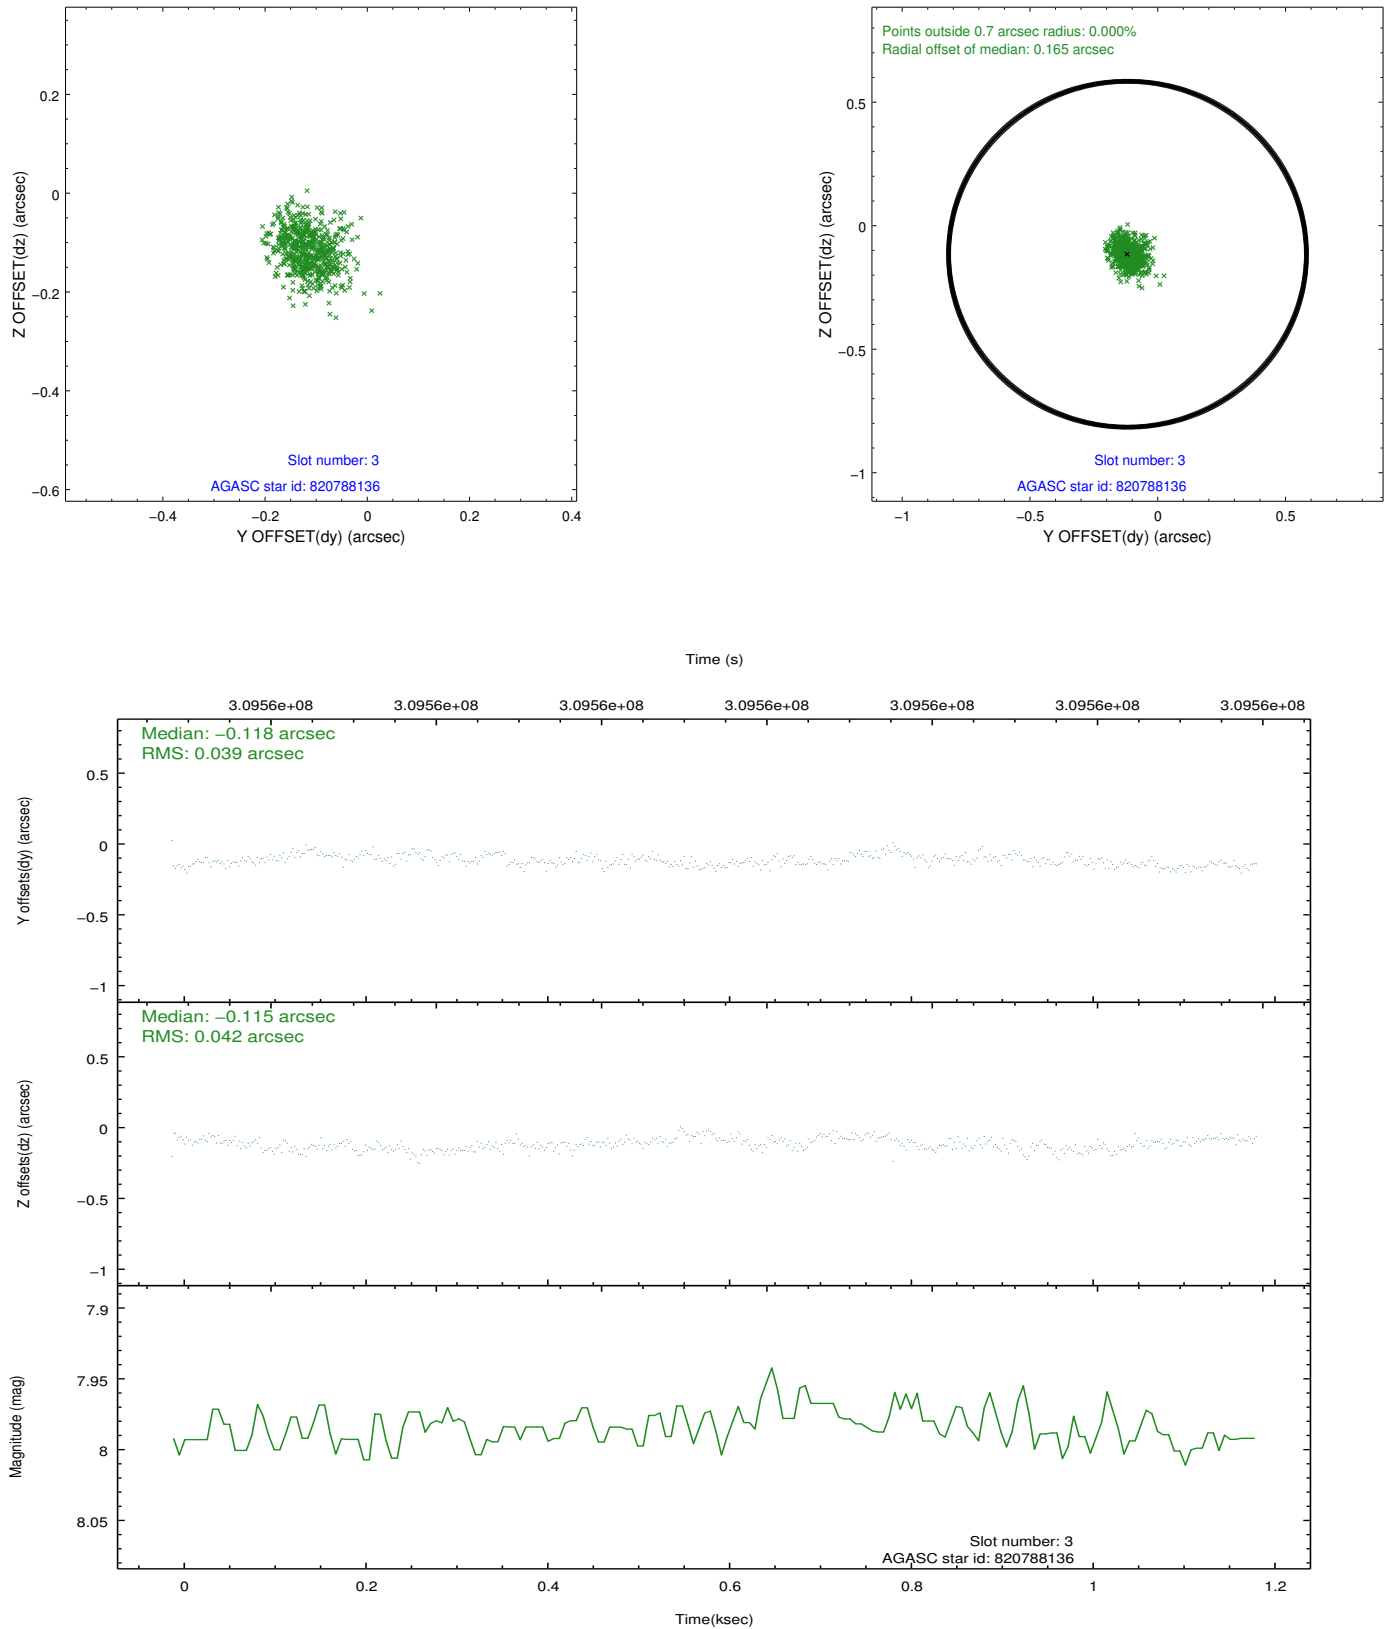 0.2
0
−0.2
−0.4
−0.6
Z OFFSET(dz) (arcsec)
Slot number: 3
AGASC star id: 820788136
−0.4
−0.2
0
0.2
0.4
Y OFFSET(dy) (arcsec)
Points outside 0.7 arcsec radius: 0.000%
Radial offset of median: 0.165 arcsec
0.5
0
−0.5
−1
Z OFFSET(dz) (arcsec)
Slot number: 3
AGASC star id: 820788136
−1
−0.5
0
0.5
Y OFFSET(dy) (arcsec)
Time (s)
3.0956e+08
3.0956e+08
3.0956e+08
3.0956e+08
3.0956e+08
3.0956e+08
3.0956e+08
Median: −0.118 arcsec
RMS: 0.039 arcsec
0.5
0
−0.5
−1
Y offsets(dy) (arcsec)
Median: −0.115 arcsec
RMS: 0.042 arcsec
0.5
0
−0.5
−1
Z offsets(dz) (arcsec)
7.9
7.95
8
8.05
Magnitude (mag)
Slot number: 3
AGASC star id: 820788136
0
0.2
0.4
0.6
0.8
1
1.2
Time(ksec)